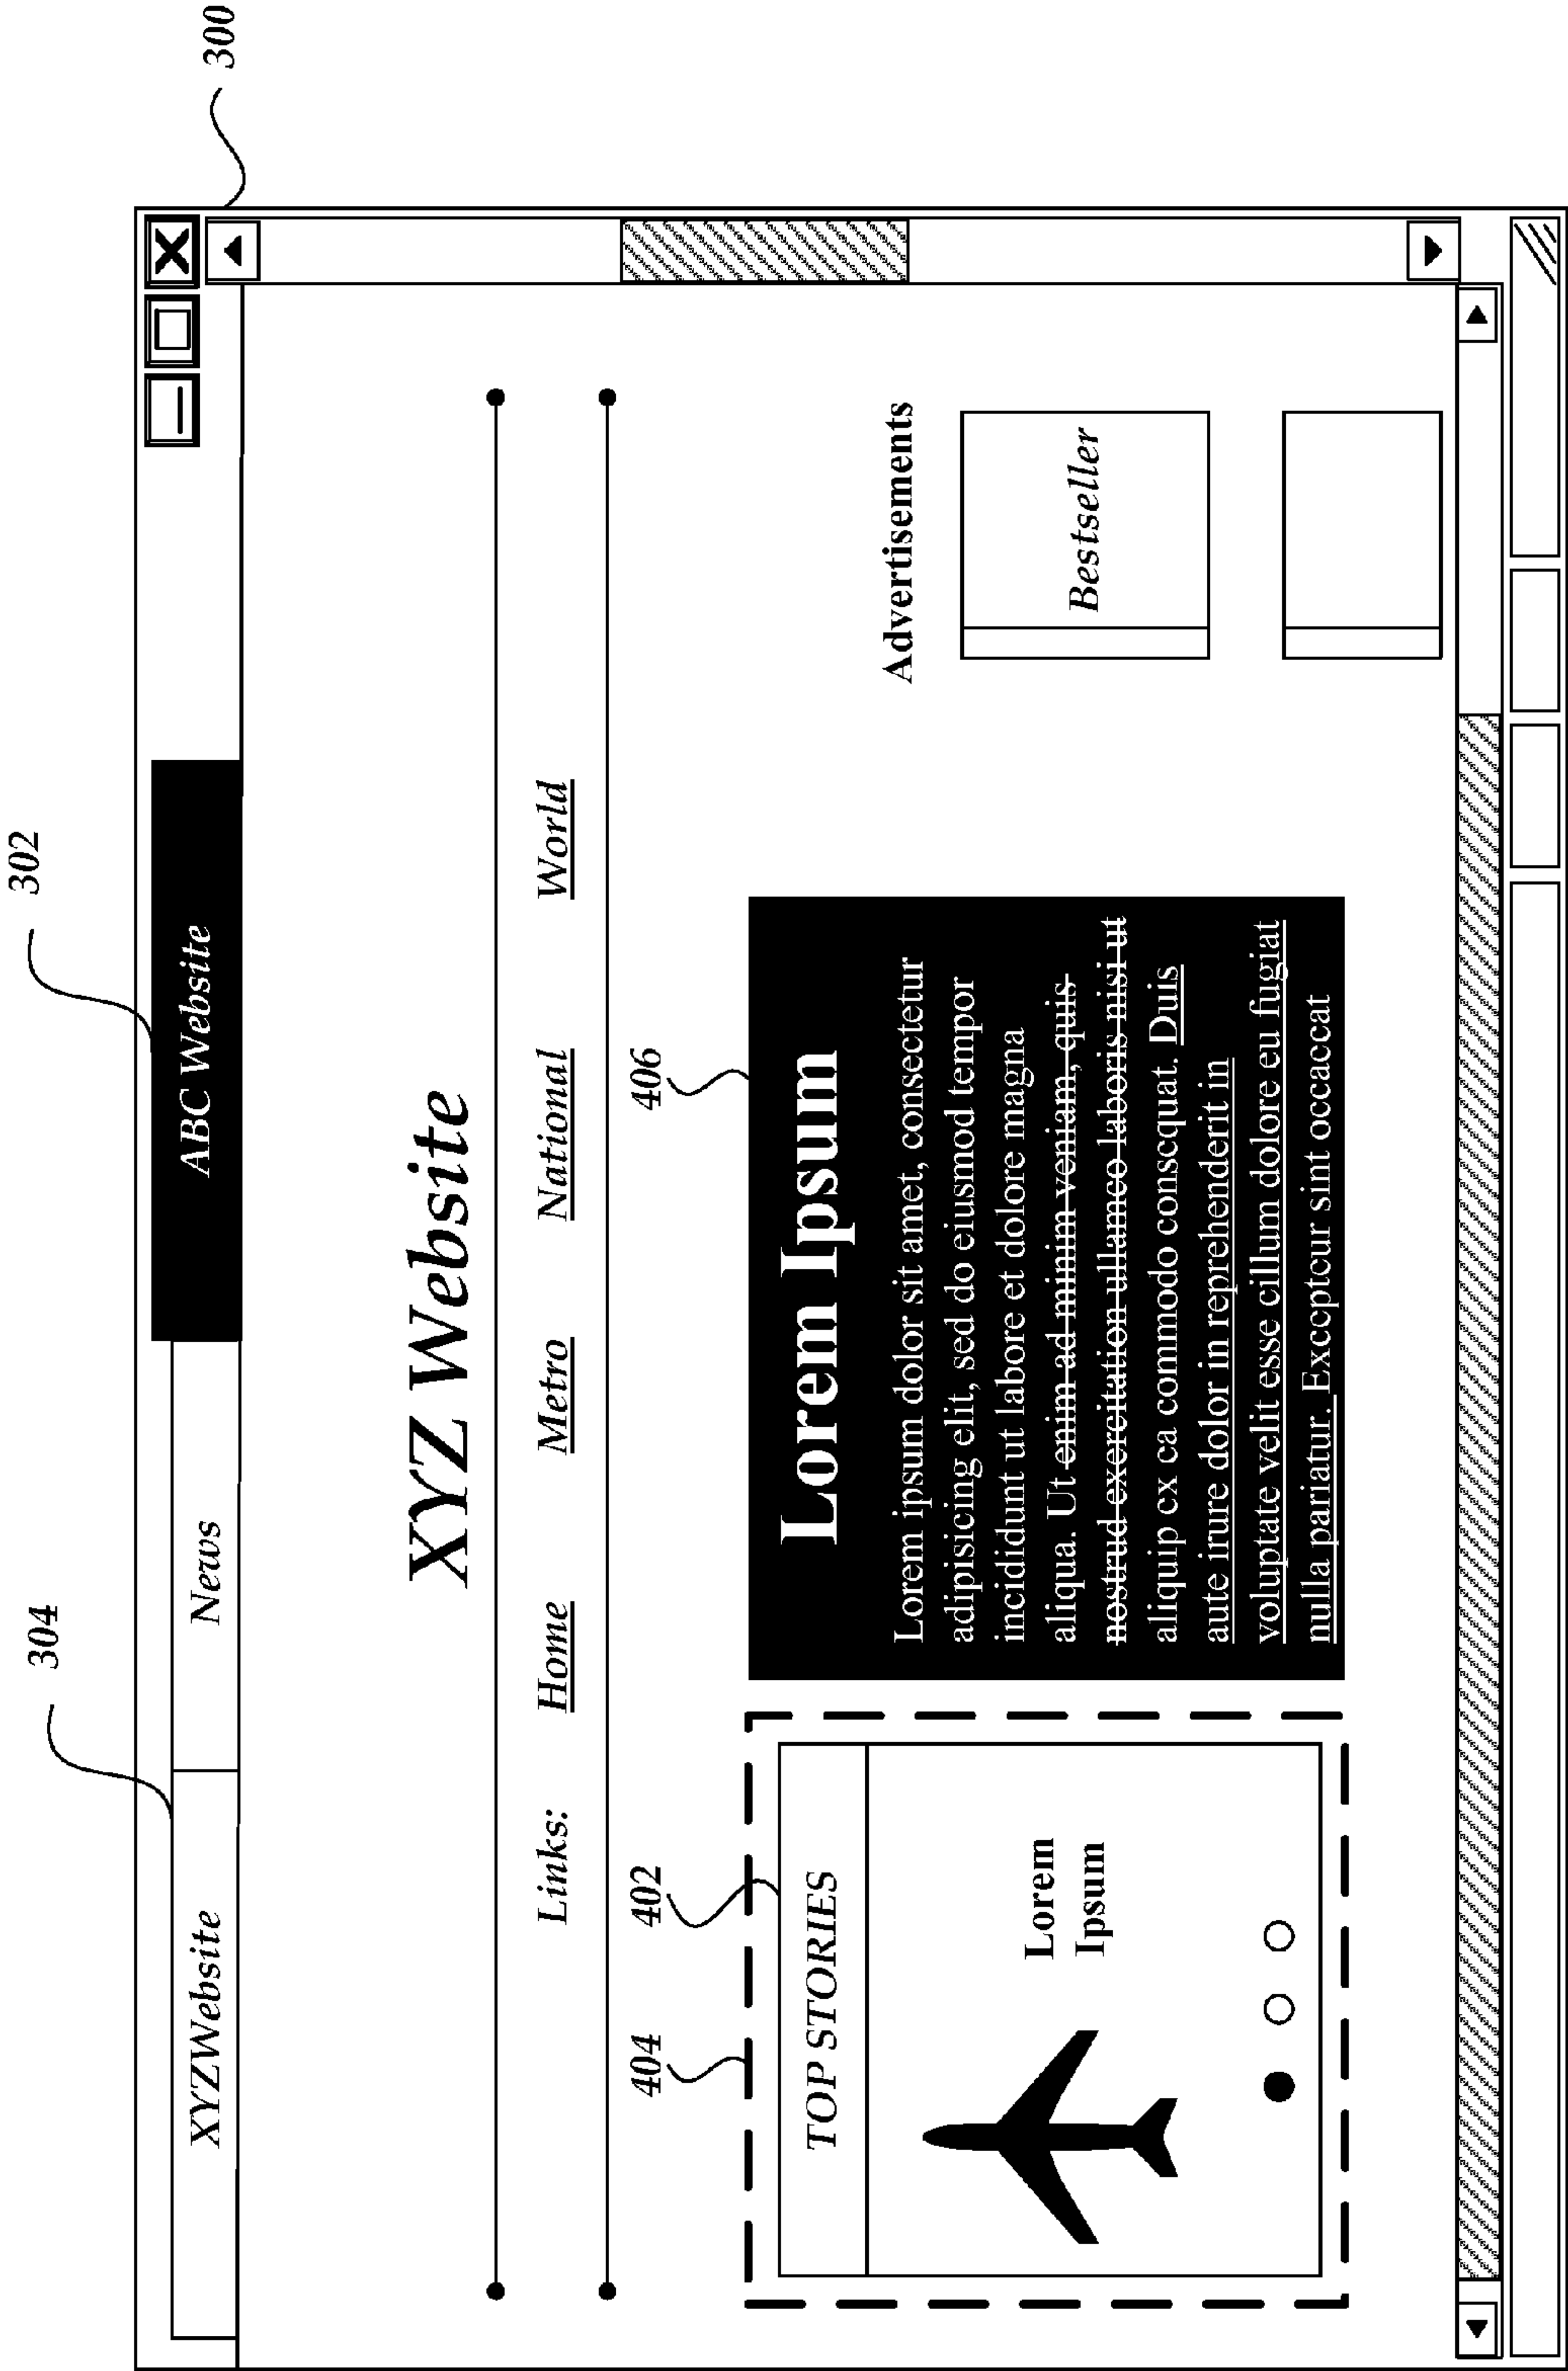 302
304
300
XYZWebsite
News
ABC Website
XYZ Website
Links:
Home
Metro
National
World
404
402
406
TOP STORIES
Lorem
Ipsum
Lorem Ipsum
Lorem ipsum dolor sit amet, consectetur
adipisicing elit, sed do eiusmod tempor
incididunt ut labore et dolore magna
aliqua. Ut enim ad minim veniam, quis
nostrud exercitation ullamco laboris nisi ut
aliquip ex ea commodo consequat. Duis
aute irure dolor in reprehenderit in
voluptate velit esse cillum dolore eu fugiat
nulla pariatur. Excepteur sint occaecat
Advertisements
Bestseller